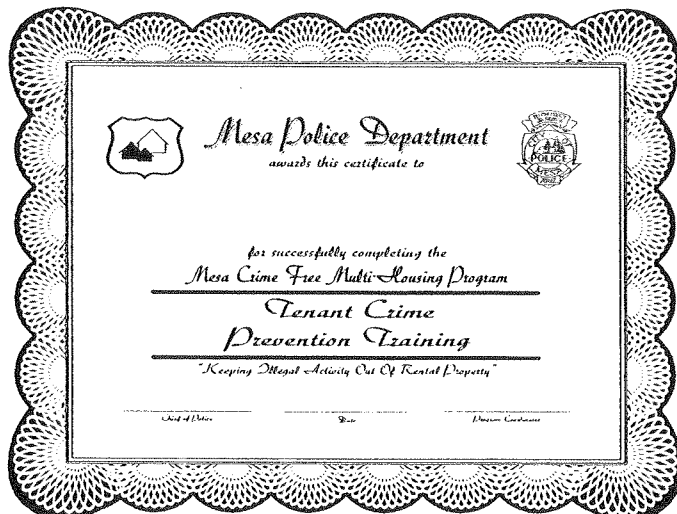 Mesa Police Department
awards this certificate to
POLICE
for successfully completing the
Mesa Crime Free Multi-Housing Program
Tenant Crime
Prevention Training
"Keeping Illegal Activity Out Of Rental Property"
Chief of Police
Date
Program Coordinator